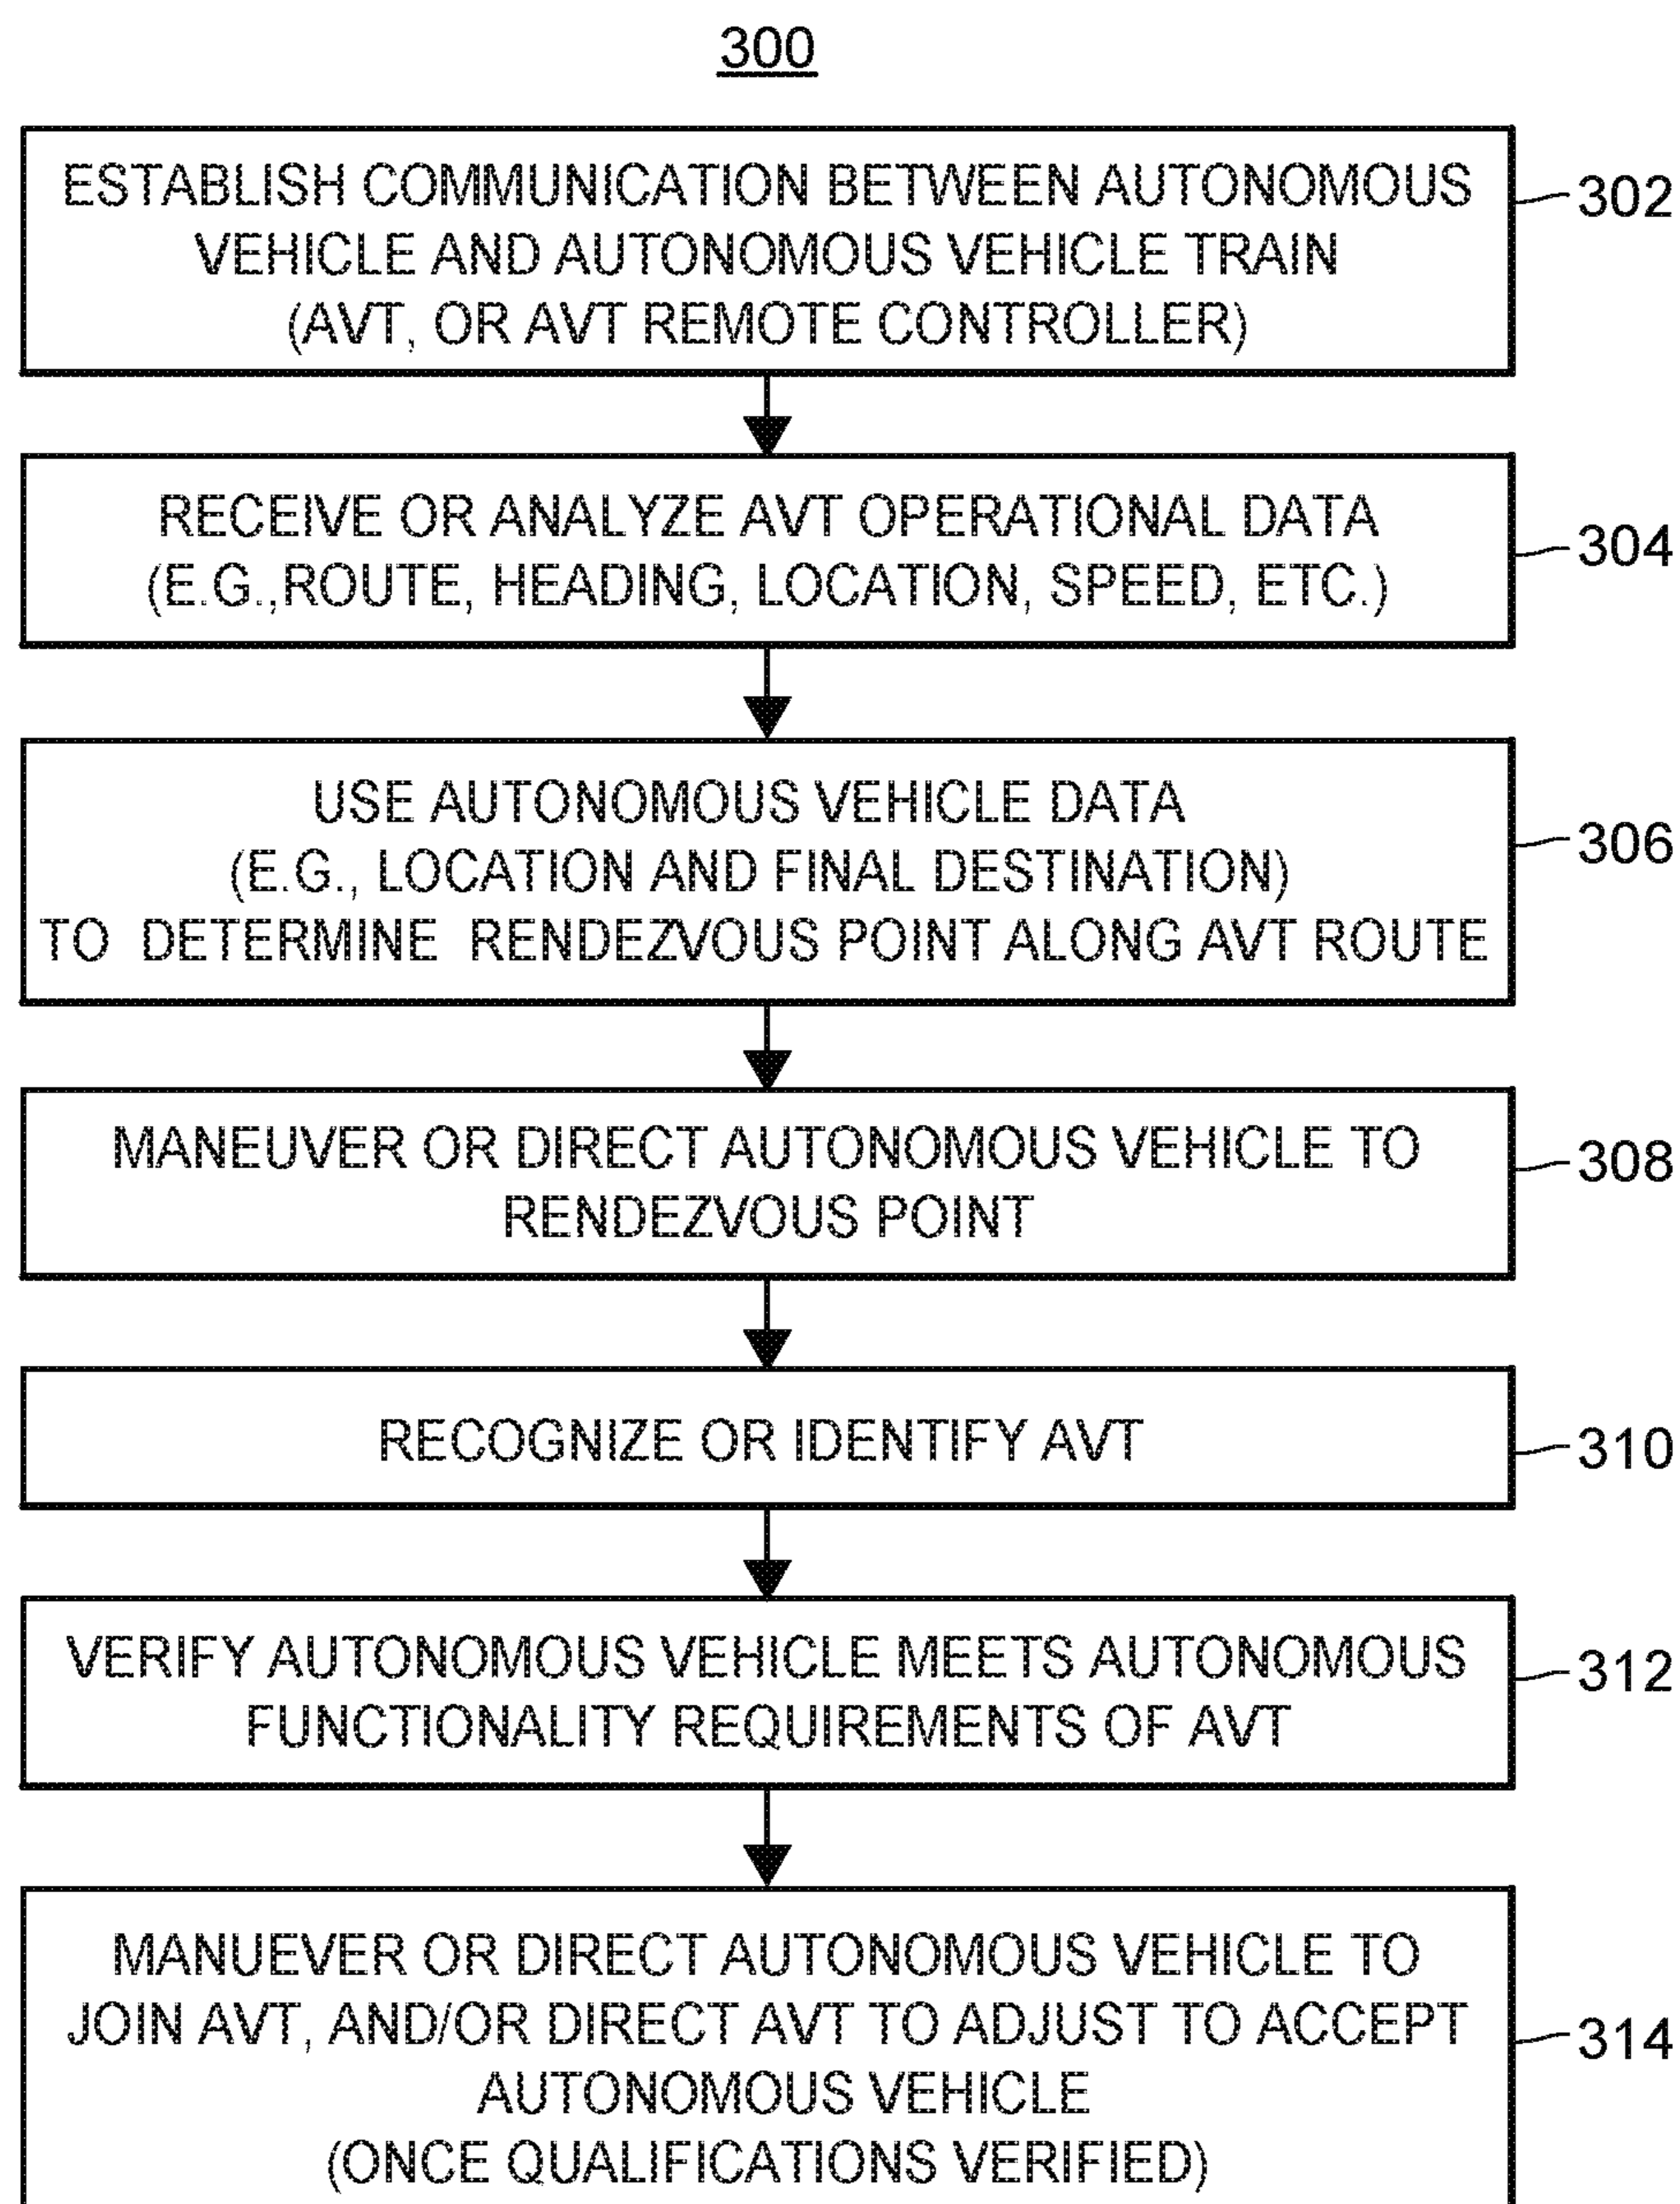 300
ESTABLISH COMMUNICATION BETWEEN AUTONOMOUS
VEHICLE AND AUTONOMOUS VEHICLE TRAIN
(AVT, OR AVT REMOTE CONTROLLER)
302
RECEIVE OR ANALYZE AVT OPERATIONAL DATA
(E.G.,ROUTE, HEADING, LOCATION, SPEED, ETC.)
304
USE AUTONOMOUS VEHICLE DATA
(E.G., LOCATION AND FINAL DESTINATION)
TO DETERMINE RENDEZVOUS POINT ALONG AVT ROUTE
306
MANEUVER OR DIRECT AUTONOMOUS VEHICLE TO
RENDEZVOUS POINT
308
RECOGNIZE OR IDENTIFY AVT
310
VERIFY AUTONOMOUS VEHICLE MEETS AUTONOMOUS
FUNCTIONALITY REQUIREMENTS OF AVT
312
MANUEVER OR DIRECT AUTONOMOUS VEHICLE TO
JOIN AVT, AND/OR DIRECT AVT TO ADJUST TO ACCEPT
AUTONOMOUS VEHICLE
(ONCE QUALIFICATIONS VERIFIED)
314